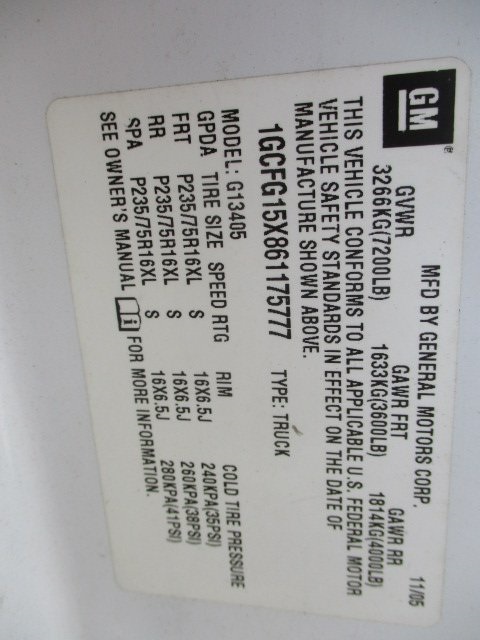 GM
MFD BY GENERAL MOTORS CORP. 11/05
GVWR GAWR FRT GAWR RR
3266KG(7200LB) 1633KG(3600LB) 1814KG(4000LB)
THIS VEHICLE CONFORMS TO ALL APPLICABLE U.S. FEDERAL MOTOR
VEHICLE SAFETY STANDARDS IN EFFECT ON THE DATE OF
MANUFACTURE SHOWN ABOVE.
1GCFG15X861175777 TYPE: TRUCK
MODEL: G13405
GPDA TIRE SIZE SPEED RTG RIM COLD TIRE PRESSURE
FRT P235/75R16XL S 16X6.5J 240KPA(35PSI)
RR P235/75R16XL S 16X6.5J 260KPA(38PSI)
SPA P235/75R16XL S 16X6.5J 280KPA(41PSI)
SEE OWNER'S MANUAL i FOR MORE INFORMATION.